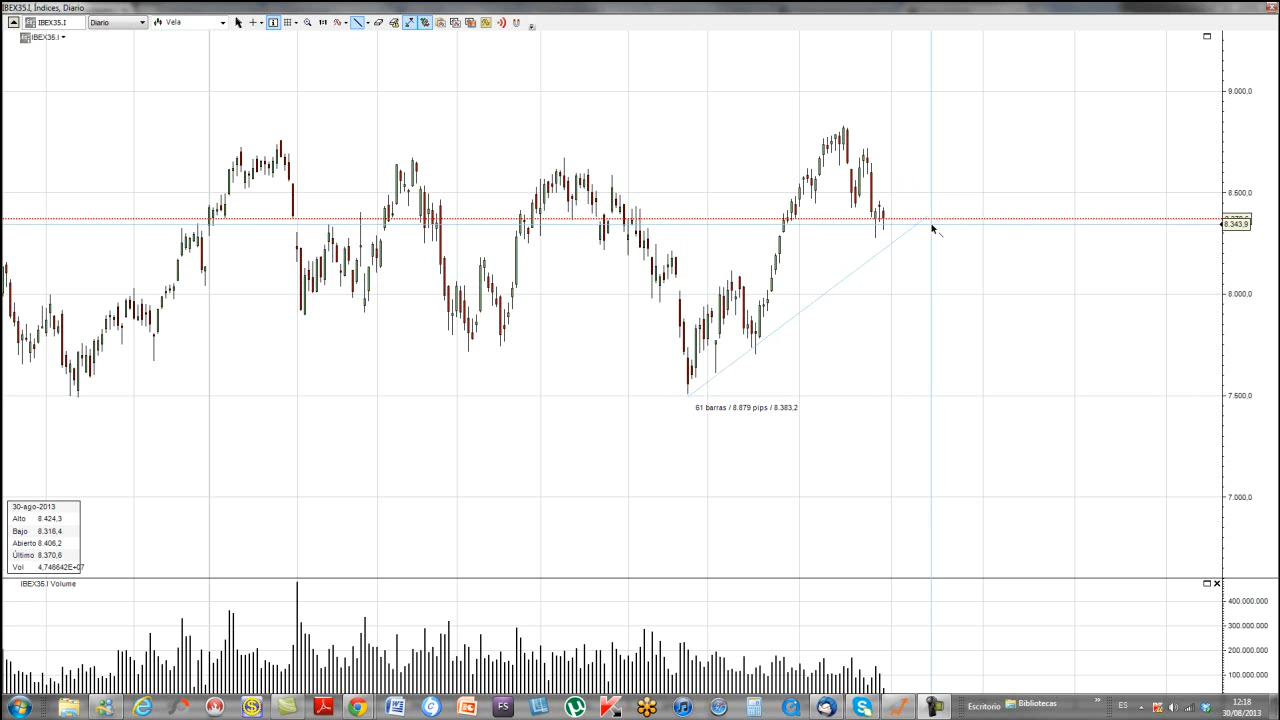 IBEX35.I, Índices, Diario
IBEX35.I
Diario
Vela
1:1
IBEX35.I
9.000,0
8.500,0
8.343,9
8.000,0
7.500,0
7.000,0
61 barras / 8.879 pips / 8.383,2
30-ago-2013
Alto 8.424,3
Bajo 8.316,4
Abierto 8.406,2
Último 8.370,6
Vol 4,746642E+07
IBEX35.I Volume
400.000.000
300.000.000
200.000.000
100.000
FS
Escritorio
Bibliotecas
»
ES
12:18
30/08/2013